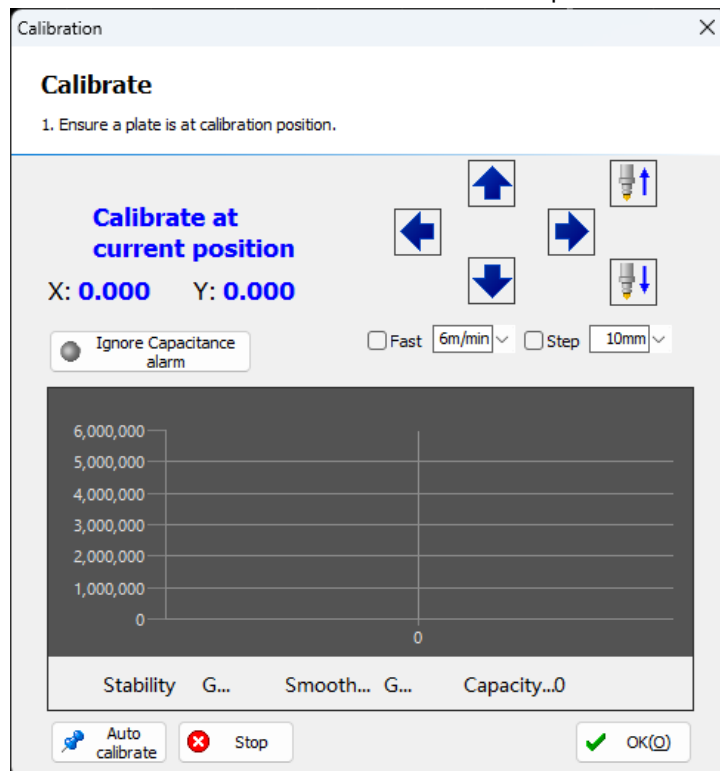 Calibration
Calibrate
1. Ensure a plate is at calibration position.
Calibrate at
current position
X: 0.000 Y: 0.000
Ignore Capacitance
alarm
Fast 6m/min Step 10mm
6,000,000
5,000,000
4,000,000
3,000,000
2,000,000
1,000,000
0
0
Stability G... Smooth... G... Capacity...0
Auto
calibrate
Stop
OK(O)